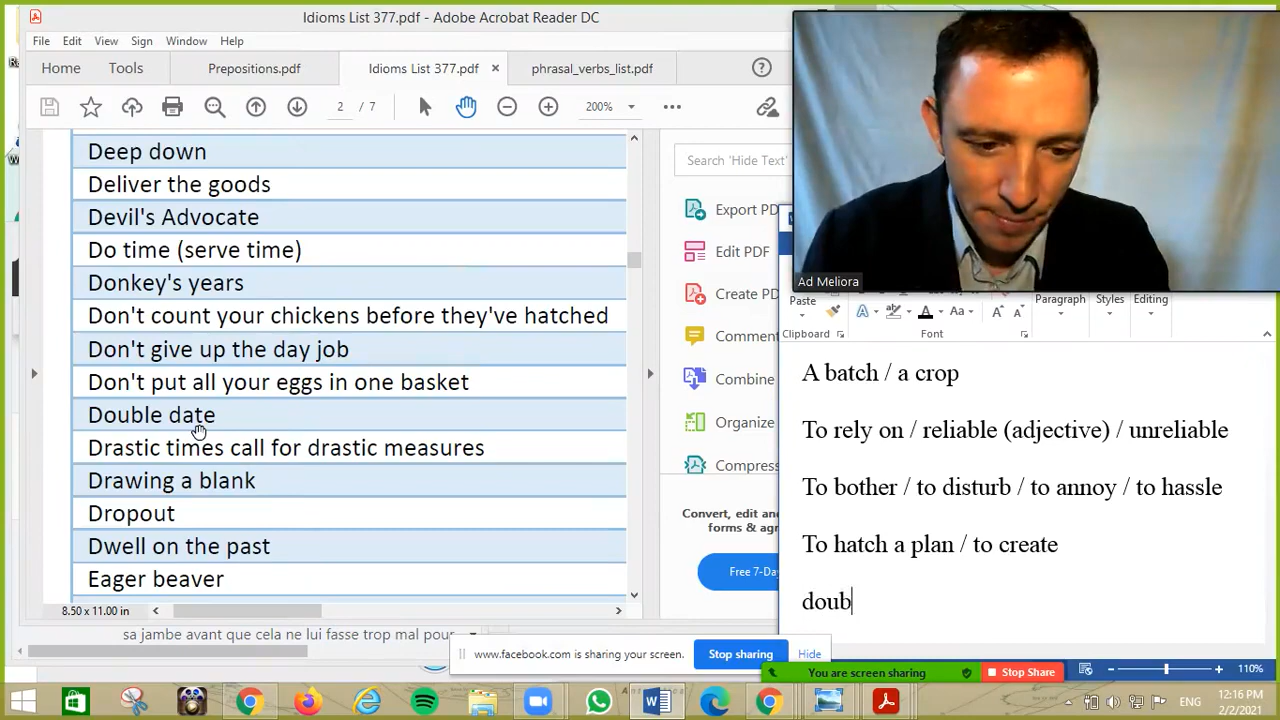 Idioms List 377.pdf - Adobe Acrobat Reader DC
File Edit View Sign Window Help
Home Tools Prepositions.pdf Idioms List 377.pdf × phrasal_verbs_list.pdf
2 / 7 200%
Deep down
Deliver the goods
Devil's Advocate
Do time (serve time)
Donkey's years
Don't count your chickens before they've hatched
Don't give up the day job
Don't put all your eggs in one basket
Double date
Drastic times call for drastic measures
Drawing a blank
Dropout
Dwell on the past
Eager beaver
8.50 x 11.00 in
sa jambe avant que cela ne lui fasse trop mal pour
Search 'Hide Text'
Export PD
Edit PDF
Create PD
Comment
Combine
Organize
Compress
Convert, edit and
forms & agr
Free 7-Day
Ad Meliora
Paste Paragraph Styles Editing
Clipboard Font
A batch / a crop
To rely on / reliable (adjective) / unreliable
To bother / to disturb / to annoy / to hassle
To hatch a plan / to create
doub
www.facebook.com is sharing your screen. Stop sharing Hide
You are screen sharing Stop Share
110%
ENG
12:16 PM
2/2/2021